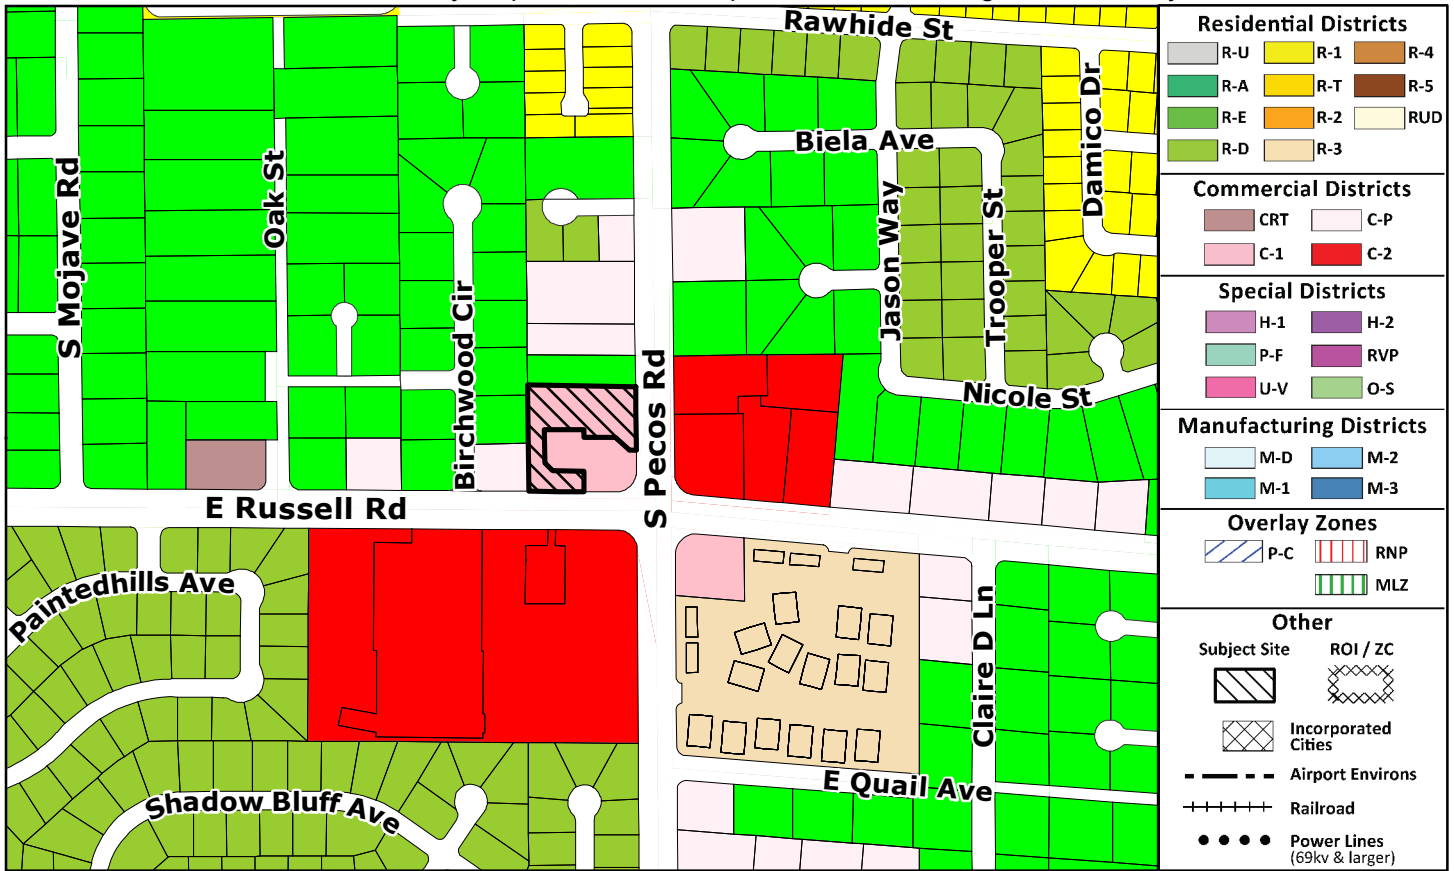 Rawhide St
Damico Dr
Biela Ave
Oak St
S Mojave Rd
Jason Way
Trooper St
Birchwood Cir
S Pecos Rd
Nicole St
E Russell Rd
Paintedhills Ave
Claire D Ln
E Quail Ave
Shadow Bluff Ave
Residential Districts
R-U R-1 R-4
R-A R-T R-5
R-E R-2 RUD
R-D R-3
Commercial Districts
CRT C-P
C-1 C-2
Special Districts
H-1 H-2
P-F RVP
U-V O-S
Manufacturing Districts
M-D M-2
M-1 M-3
Overlay Zones
P-C RNP
MLZ
Other
Subject Site ROI / ZC
Incorporated
Cities
Airport Environs
Railroad
Power Lines
(69kv & larger)